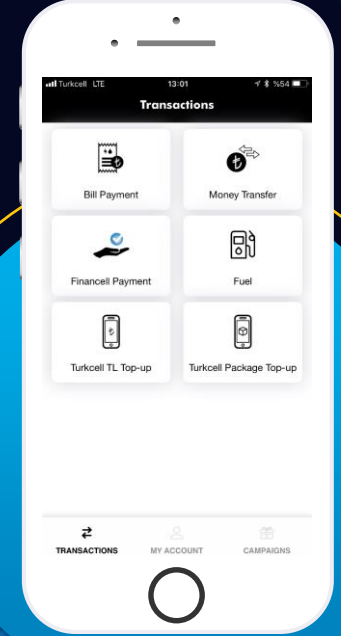 Turkcell LTE 13:01 %54
Transactions
Bill Payment
Money Transfer
Financell Payment
Fuel
Turkcell TL Top-up
Turkcell Package Top-up
TRANSACTIONS
MY ACCOUNT
CAMPAIGNS